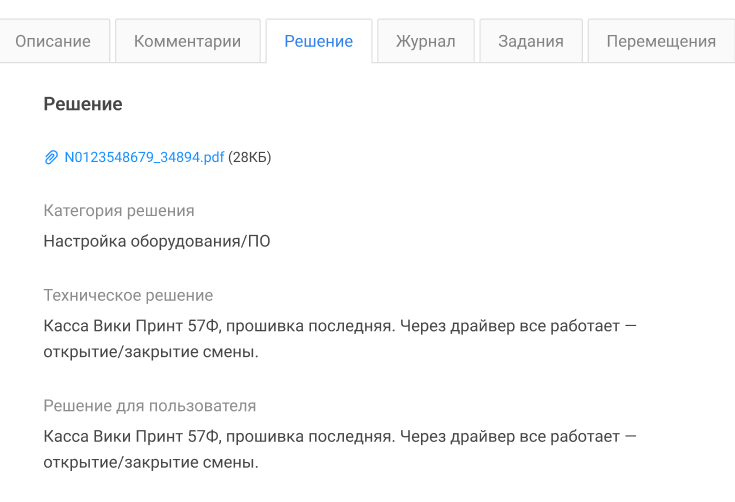 Описание Комментарии Решение Журнал Задания Перемещения
Решение
N0123548679_34894.pdf (28КБ)
Категория решения
Настройка оборудования/ПО
Техническое решение
Касса Вики Принт 57Ф, прошивка последняя. Через драйвер все работает —
открытие/закрытие смены.
Решение для пользователя
Касса Вики Принт 57Ф, прошивка последняя. Через драйвер все работает —
открытие/закрытие смены.